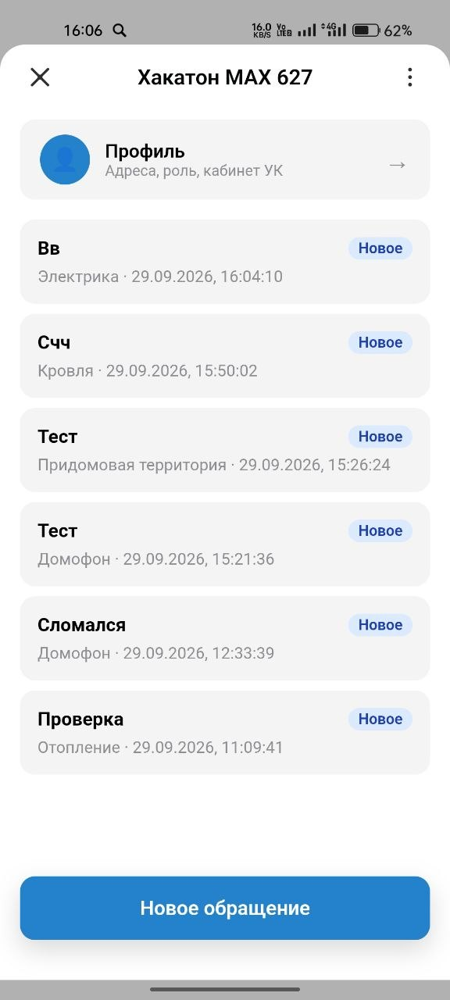 16:06
16.0 KB/S Vo LTE2 4G 62%
Хакатон MAX 627
Профиль
Адреса, роль, кабинет УК
→
Вв Новое
Электрика · 29.09.2026, 16:04:10
Счч Новое
Кровля · 29.09.2026, 15:50:02
Тест Новое
Придомовая территория · 29.09.2026, 15:26:24
Тест Новое
Домофон · 29.09.2026, 15:21:36
Сломался Новое
Домофон · 29.09.2026, 12:33:39
Проверка Новое
Отопление · 29.09.2026, 11:09:41
Новое обращение